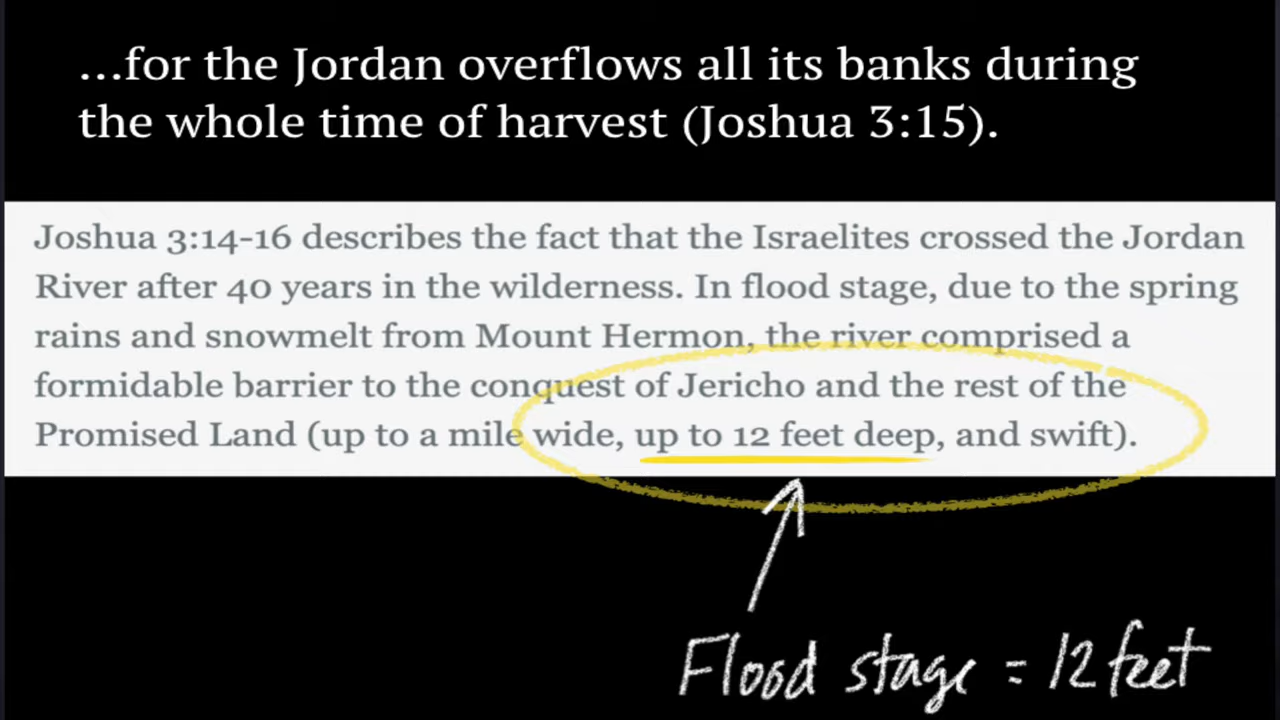 ...for the Jordan overflows all its banks during
the whole time of harvest (Joshua 3:15).
Joshua 3:14-16 describes the fact that the Israelites crossed the Jordan
River after 40 years in the wilderness. In flood stage, due to the spring
rains and snowmelt from Mount Hermon, the river comprised a
formidable barrier to the conquest of Jericho and the rest of the
Promised Land (up to a mile wide, up to 12 feet deep, and swift).
Flood stage = 12 feet